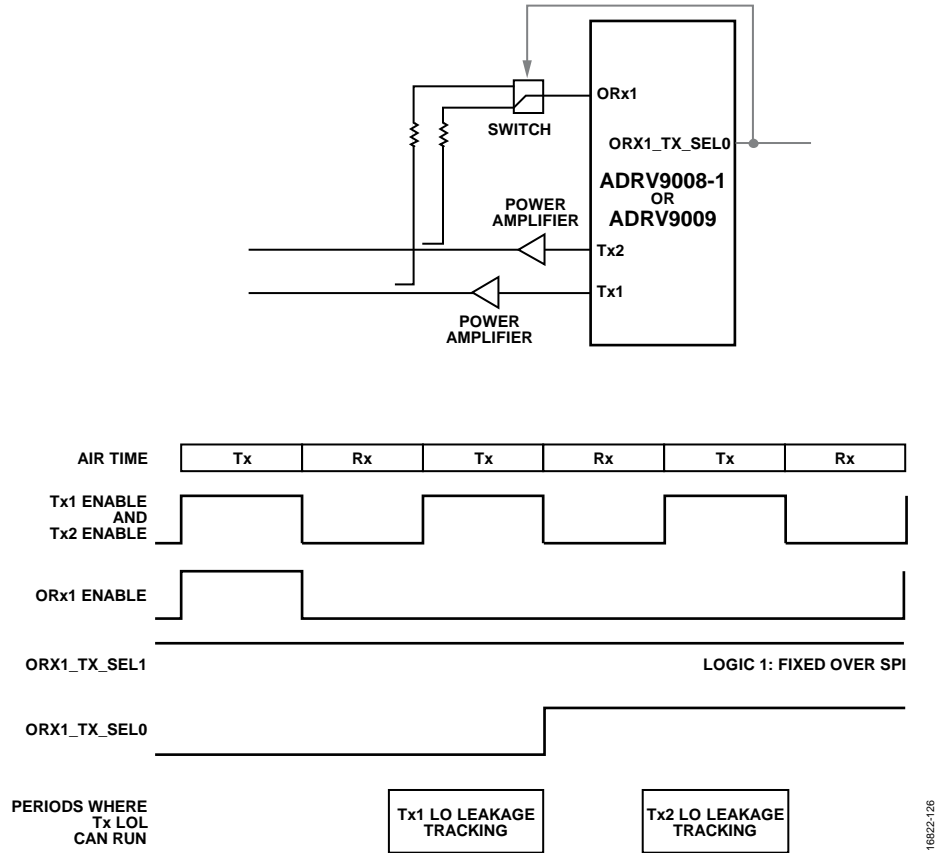 ORx1
SWITCH
ORX1_TX_SEL0
ADRV9008-1
OR
ADRV9009
POWER
AMPLIFIER
Tx2
Tx1
POWER
AMPLIFIER
AIR TIME
Tx Rx Tx Rx Tx Rx
Tx1 ENABLE
AND
Tx2 ENABLE
ORx1 ENABLE
ORX1_TX_SEL1
LOGIC 1: FIXED OVER SPI
ORX1_TX_SEL0
PERIODS WHERE
Tx LOL
CAN RUN
Tx1 LO LEAKAGE
TRACKING
Tx2 LO LEAKAGE
TRACKING
16822-126